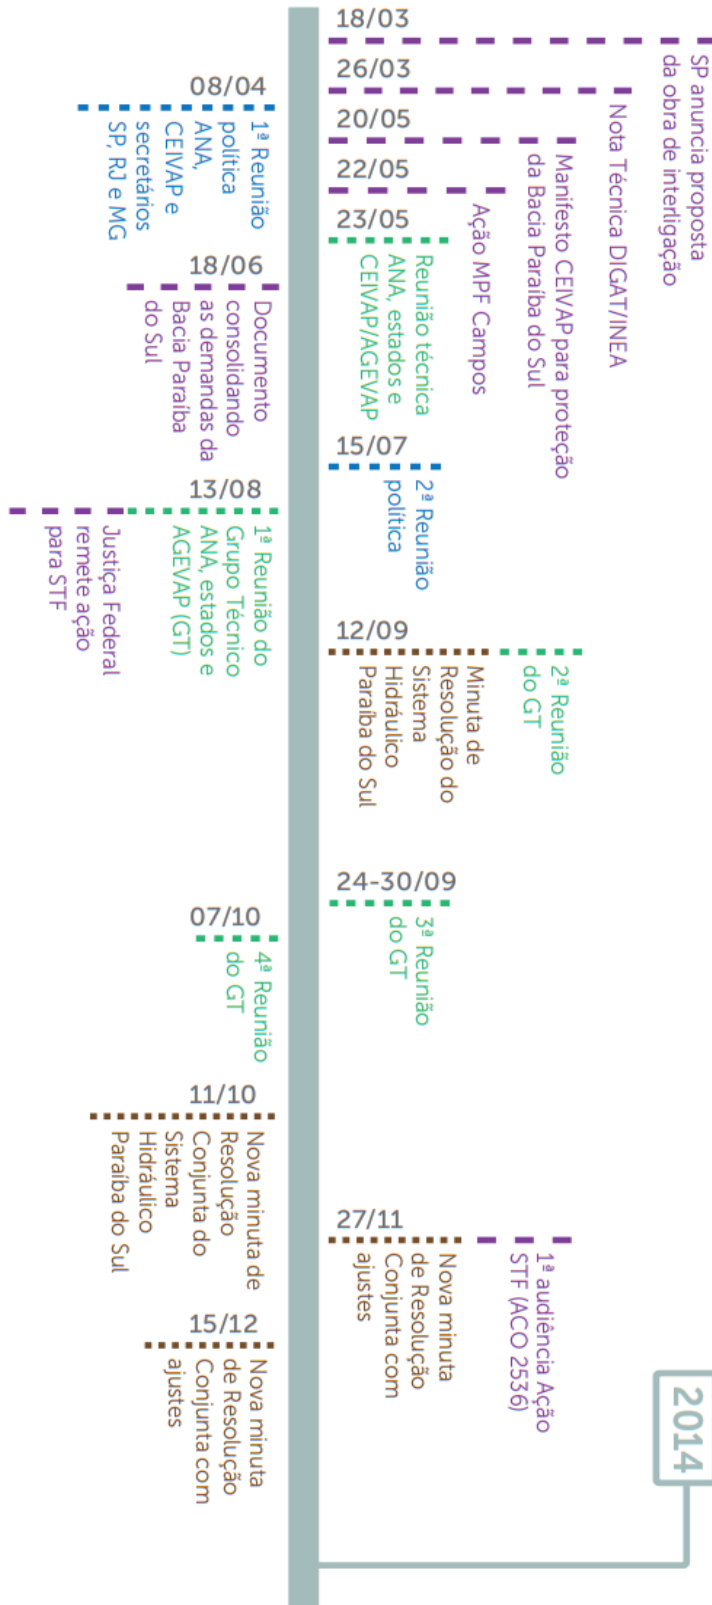 18/03
SP anuncia proposta
da obra de interligação
26/03
Nota Técnica DIGAT/INEA
20/05
Manifesto CEIVAP para proteção
da Bacia Paraíba do Sul
22/05
Ação MPF Campos
23/05
Reunião técnica
ANA, estados e
CEIVAP/AGEVAP
15/07
2ª Reunião
política
12/09
2ª Reunião
do GT
Minuta de
Resolução do
Sistema
Hidráulico
Paraíba do Sul
24-30/09
3ª Reunião
do GT
27/11
1ª audiência Ação
STF (ACO 2536)
Nova minuta
de Resolução
Conjunta com
ajustes
08/04
1ª Reunião
política
ANA,
CEIVAP e
secretários
SP, RJ e MG
18/06
Documento
consolidando
as demandas da
Bacia Paraíba
do Sul
13/08
1ª Reunião do
Grupo Técnico
ANA, estados e
AGEVAP (GT)
Justiça Federal
remete ação
para STF
07/10
4ª Reunião
do GT
11/10
Nova minuta de
Resolução
Conjunta do
Sistema
Hidráulico
Paraíba do Sul
15/12
Nova minuta
de Resolução
Conjunta com
ajustes
2014